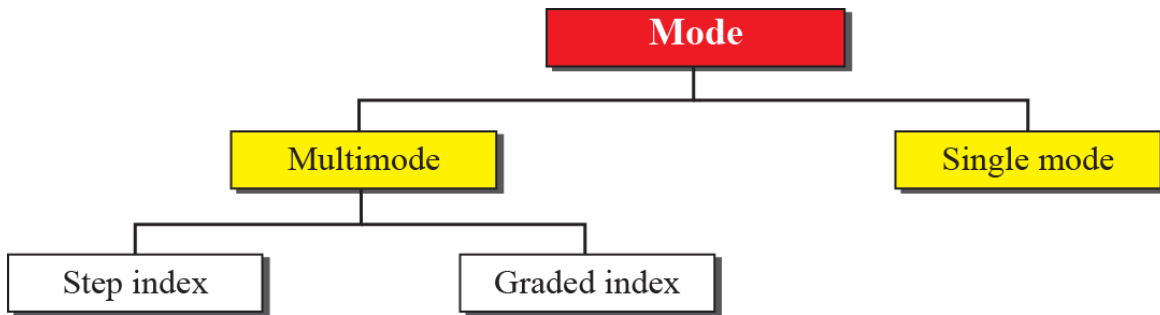 Mode
Multimode
Single mode
Step index
Graded index